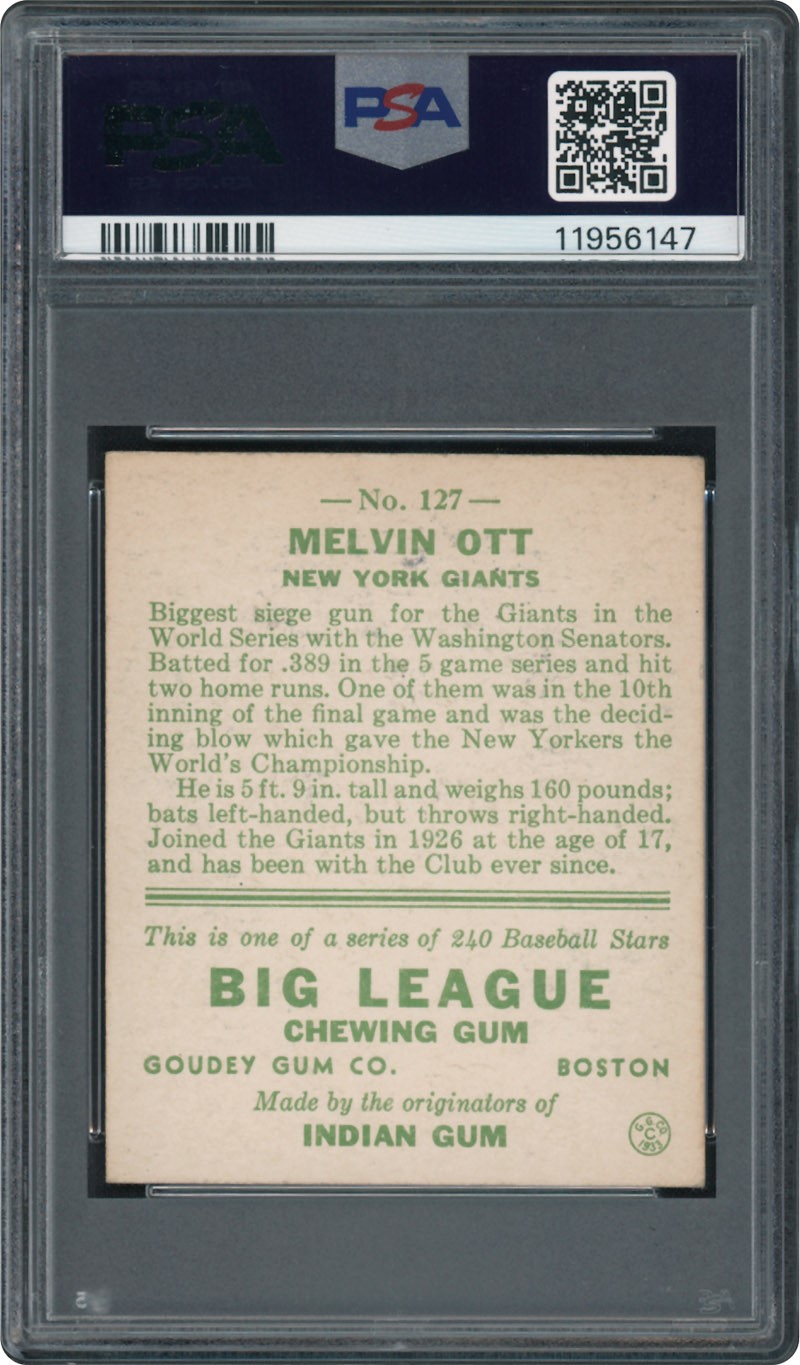 PSA
PSA
11956147
— No. 127 —
MELVIN OTT
NEW YORK GIANTS
Biggest siege gun for the Giants in the
World Series with the Washington Senators.
Batted for .389 in the 5 game series and hit
two home runs. One of them was in the 10th
inning of the final game and was the decid-
ing blow which gave the New Yorkers the
World's Championship.
He is 5 ft. 9 in. tall and weighs 160 pounds;
bats left-handed, but throws right-handed.
Joined the Giants in 1926 at the age of 17,
and has been with the Club ever since.
This is one of a series of 240 Baseball Stars
BIG LEAGUE
CHEWING GUM
GOUDEY GUM CO. BOSTON
Made by the originators of
INDIAN GUM
G.G.CO.
C
1933